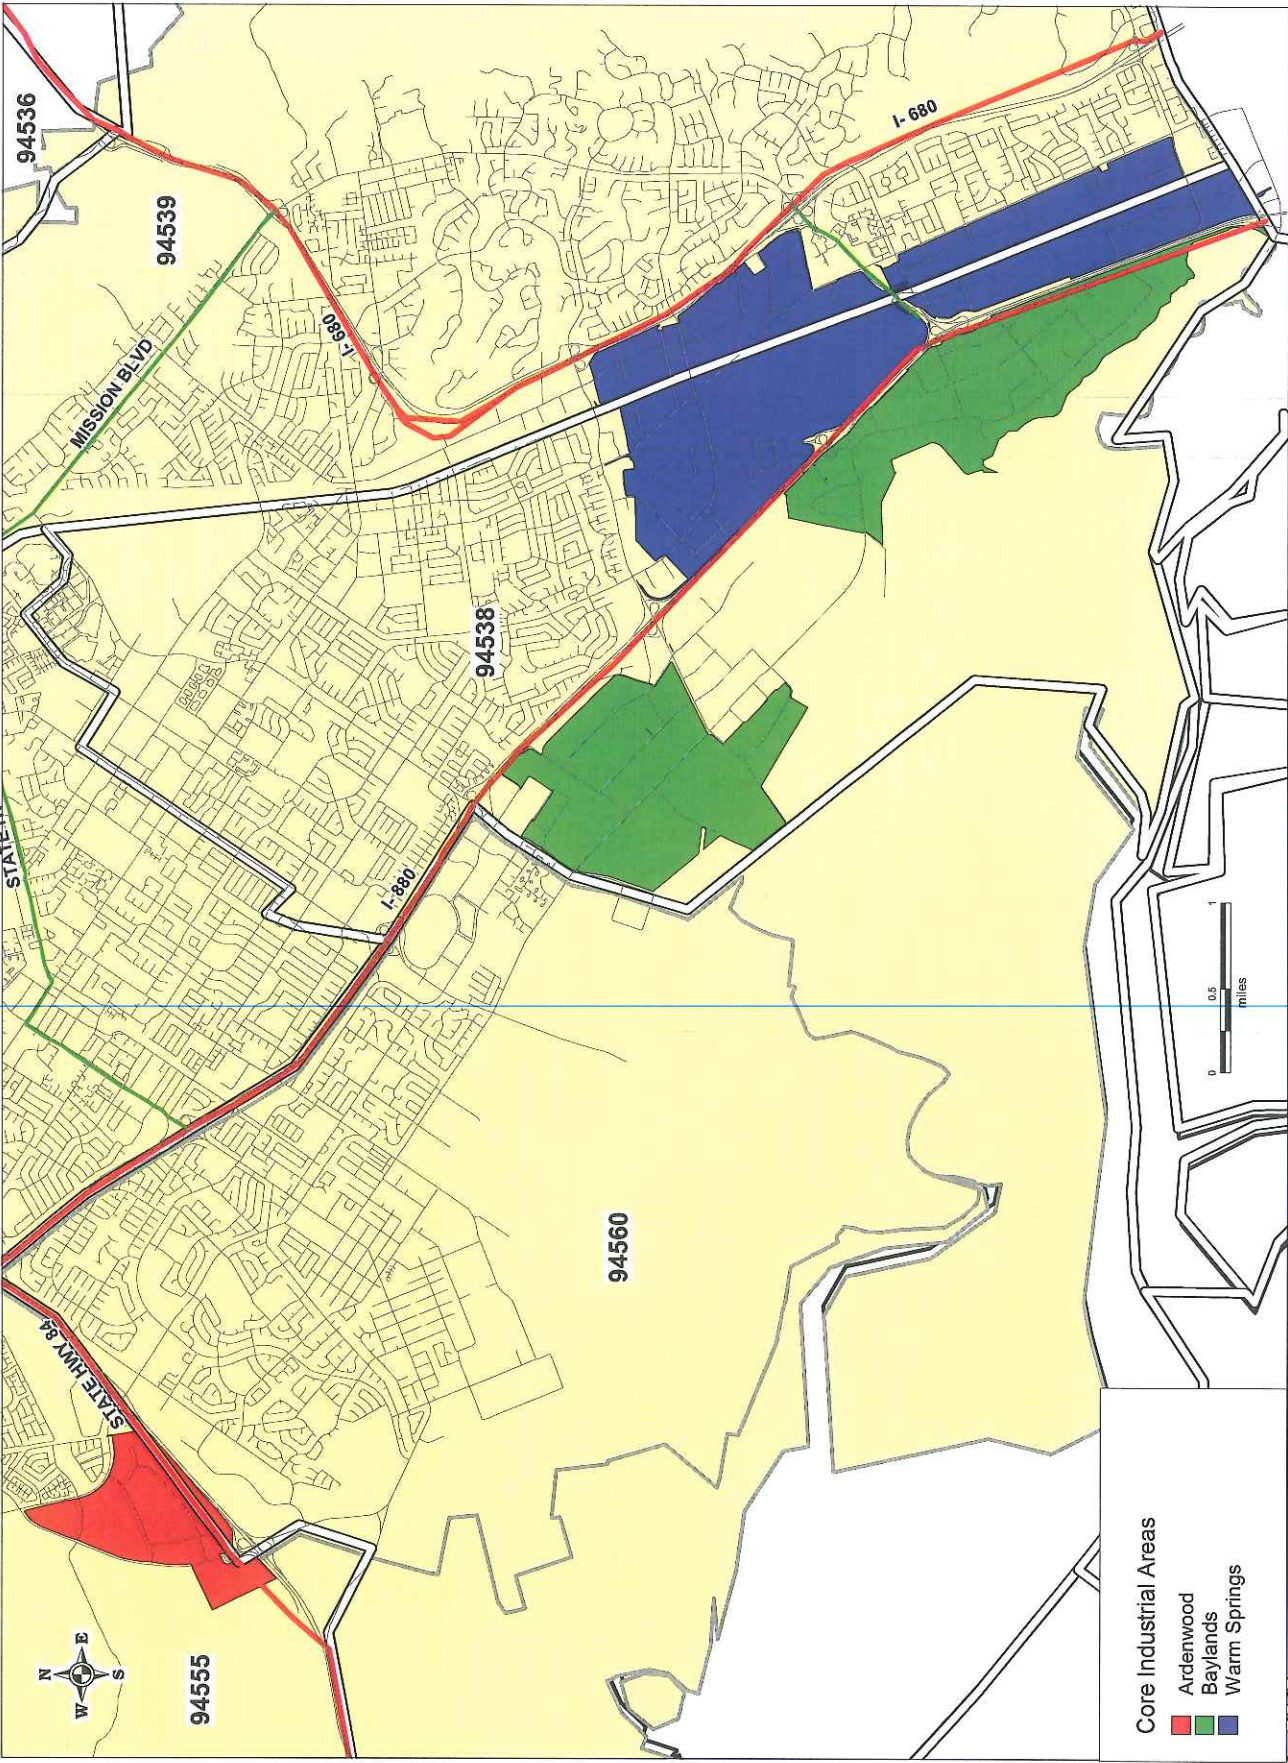 94536
94539
MISSION BLVD
I- 680
I- 680
94538
I- 880
STATE HWY 84
94560
94555
N
W E
S
0 0.5 1
miles
Core Industrial Areas
Ardenwood
Baylands
Warm Springs